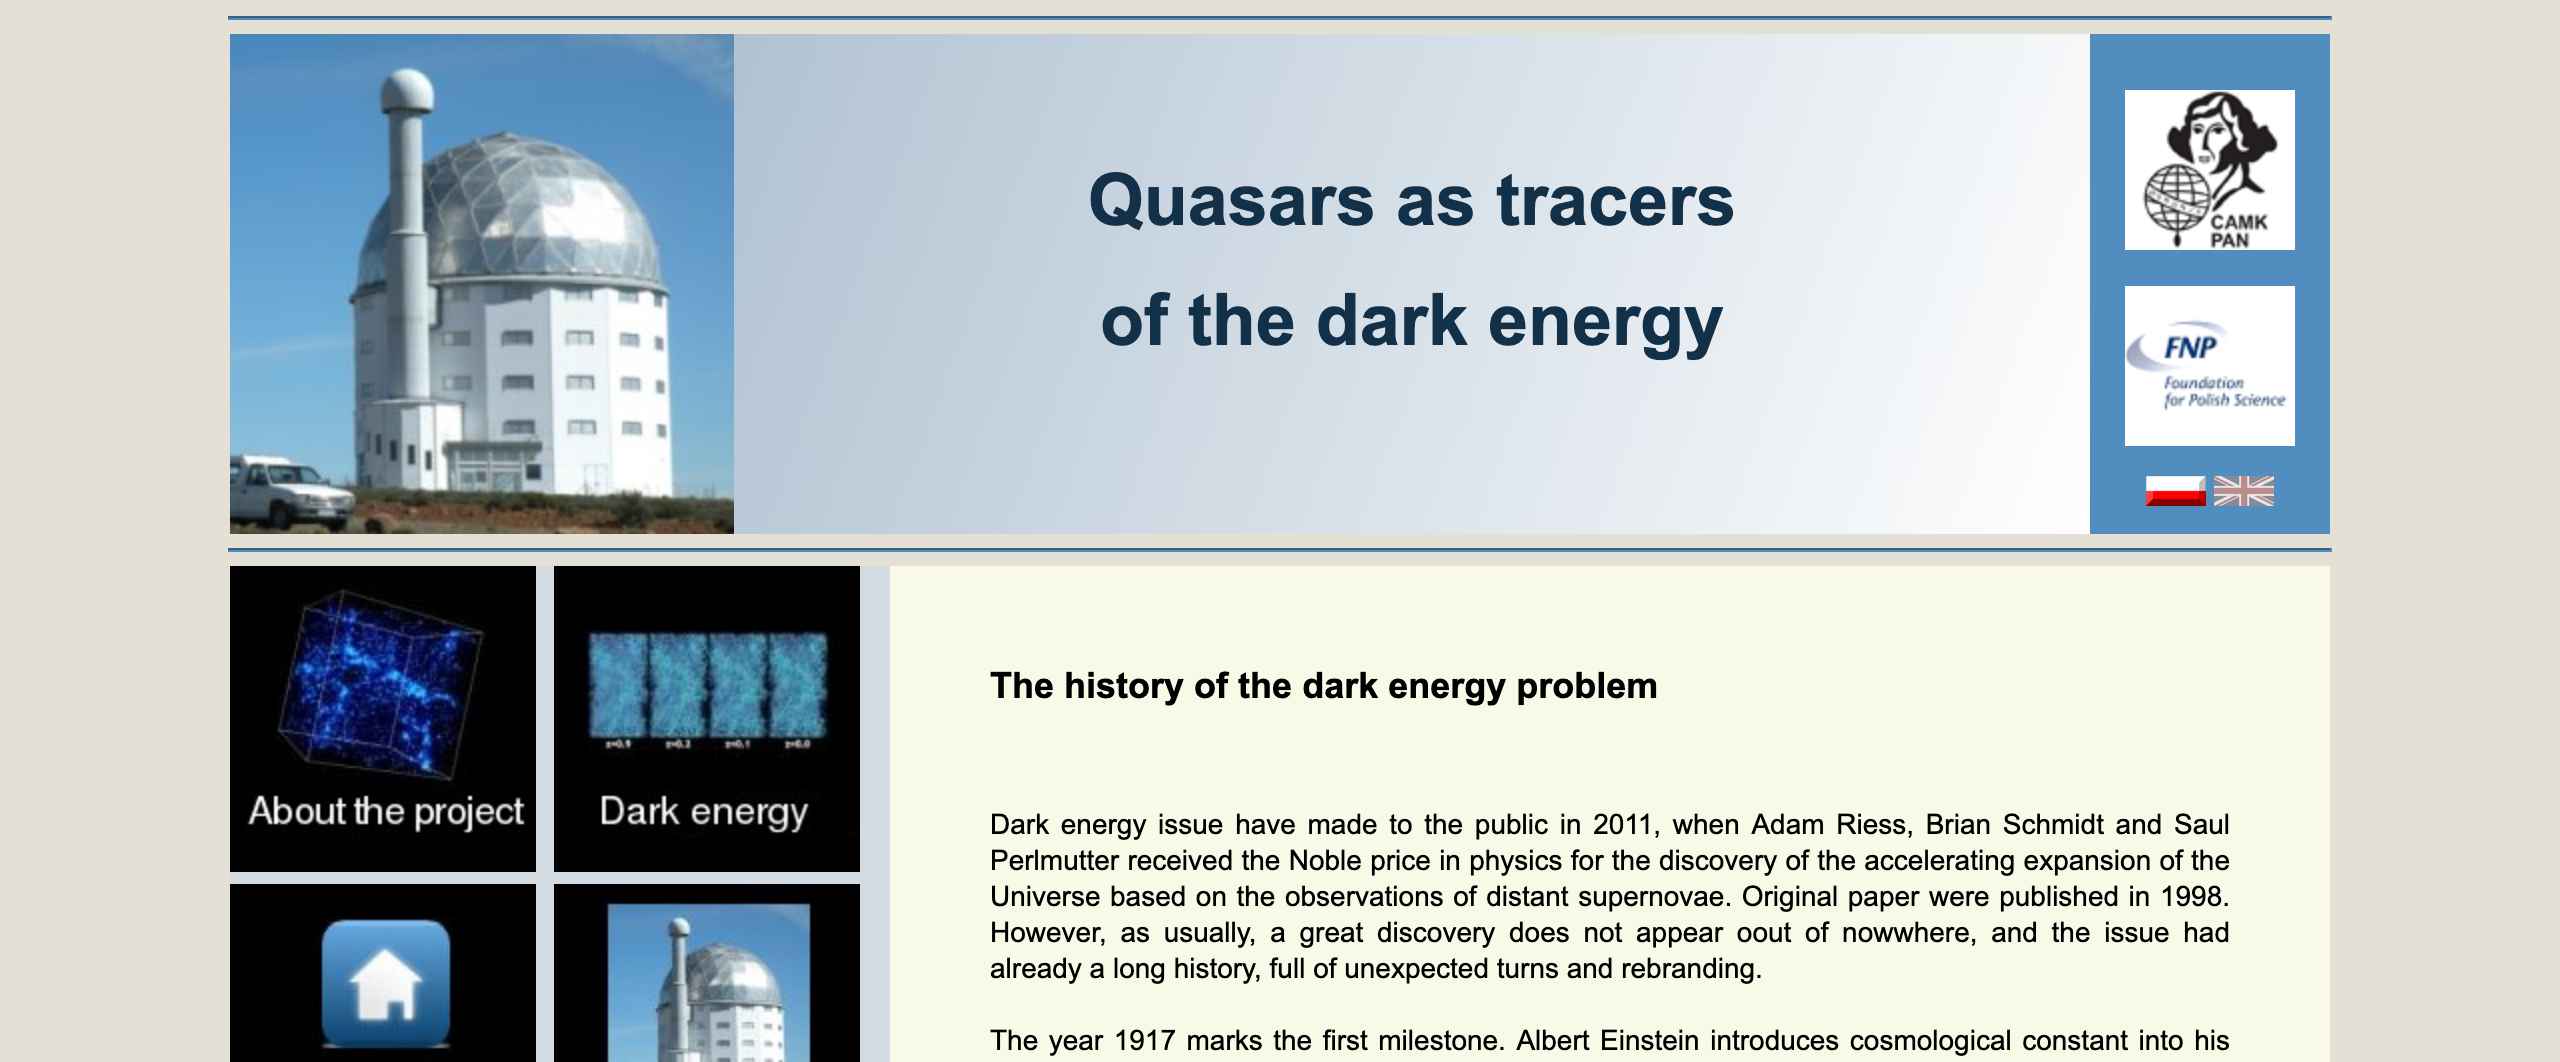 Quasars as tracers
of the dark energy
CAMK
PAN
FNP
Foundation
for Polish Science
z=0.2
z=0.1
z=0.0
About the project
Dark energy
The history of the dark energy problem
Dark energy issue have made to the public in 2011, when Adam Riess, Brian Schmidt and Saul
Perlmutter received the Noble price in physics for the discovery of the accelerating expansion of the
Universe based on the observations of distant supernovae. Original paper were published in 1998.
However, as usually, a great discovery does not appear oout of nowwhere, and the issue had
already a long history, full of unexpected turns and rebranding.
The year 1917 marks the first milestone. Albert Einstein introduces cosmological constant into his